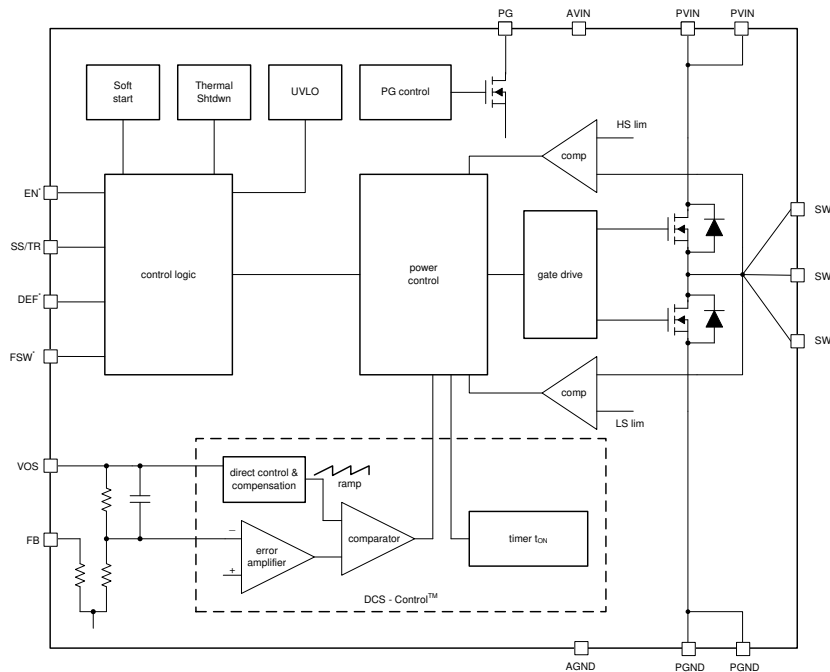 PG
AVIN
PVIN
PVIN
Soft
start
Thermal
Shtdwn
UVLO
PG control
HS lim
comp
EN*
SS/TR
DEF*
FSW*
control logic
power
control
gate drive
SW
SW
SW
comp
LS lim
VOS
FB
direct control &
compensation
ramp
–
+
error
amplifier
comparator
timer tON
DCS - Control™
AGND
PGND
PGND